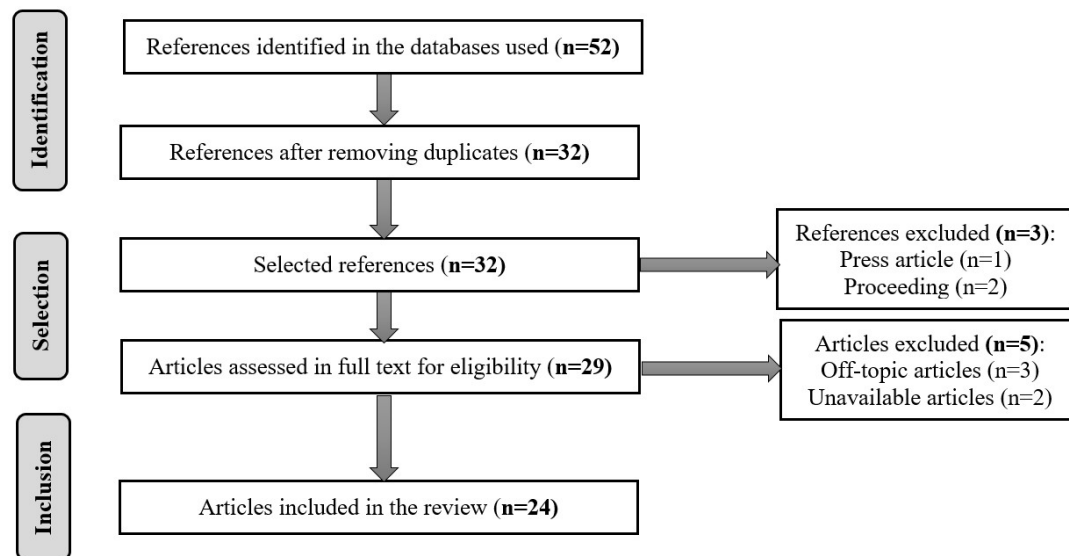 Identification
References identified in the databases used (n=52)
References after removing duplicates (n=32)
Selection
Selected references (n=32)
References excluded (n=3):
Press article (n=1)
Proceeding (n=2)
Articles assessed in full text for eligibility (n=29)
Articles excluded (n=5):
Off-topic articles (n=3)
Unavailable articles (n=2)
Inclusion
Articles included in the review (n=24)